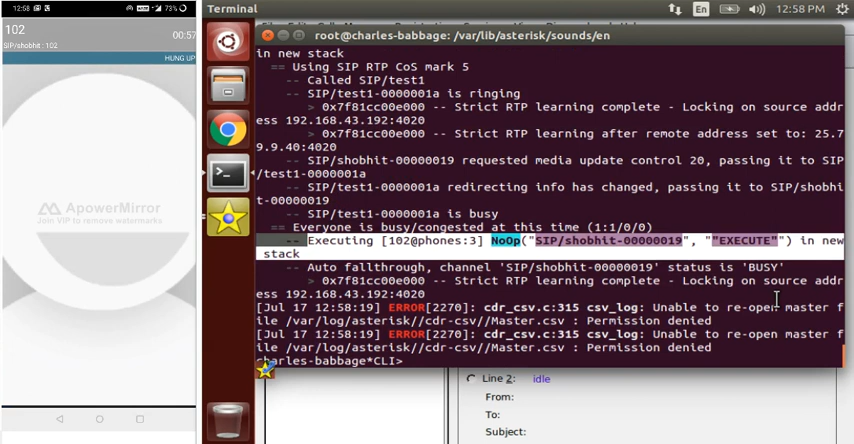 12:58 73%
102 00:57
SIP/shobhit : 102
HUNG UP
ApowerMirror
Join VIP to remove watermarks
Terminal En 12:58 PM
root@charles-babbage: /var/lib/asterisk/sounds/en
in new stack
== Using SIP RTP CoS mark 5
-- Called SIP/test1
-- SIP/test1-0000001a is ringing
> 0x7f81cc00e000 -- Strict RTP learning complete - Locking on source addr
ess 192.168.43.192:4020
> 0x7f81cc00e000 -- Strict RTP learning after remote address set to: 25.7
9.9.40:4020
-- SIP/shobhit-00000019 requested media update control 20, passing it to SIP
/test1-0000001a
-- SIP/test1-0000001a redirecting info has changed, passing it to SIP/shobhi
t-00000019
-- SIP/test1-0000001a is busy
== Everyone is busy/congested at this time (1:1/0/0)
-- Executing [102@phones:3] NoOp("SIP/shobhit-00000019", ""EXECUTE"") in new
stack
-- Auto fallthrough, channel 'SIP/shobhit-00000019' status is 'BUSY'
> 0x7f81cc00e000 -- Strict RTP learning complete - Locking on source addr
ess 192.168.43.192:4020
[Jul 17 12:58:19] ERROR[2270]: cdr_csv.c:315 csv_log: Unable to re-open master f
ile /var/log/asterisk//cdr-csv//Master.csv : Permission denied
[Jul 17 12:58:19] ERROR[2270]: cdr_csv.c:315 csv_log: Unable to re-open master f
ile /var/log/asterisk//cdr-csv//Master.csv : Permission denied
charles-babbage*CLI>
Line 2: idle
From:
To:
Subject: